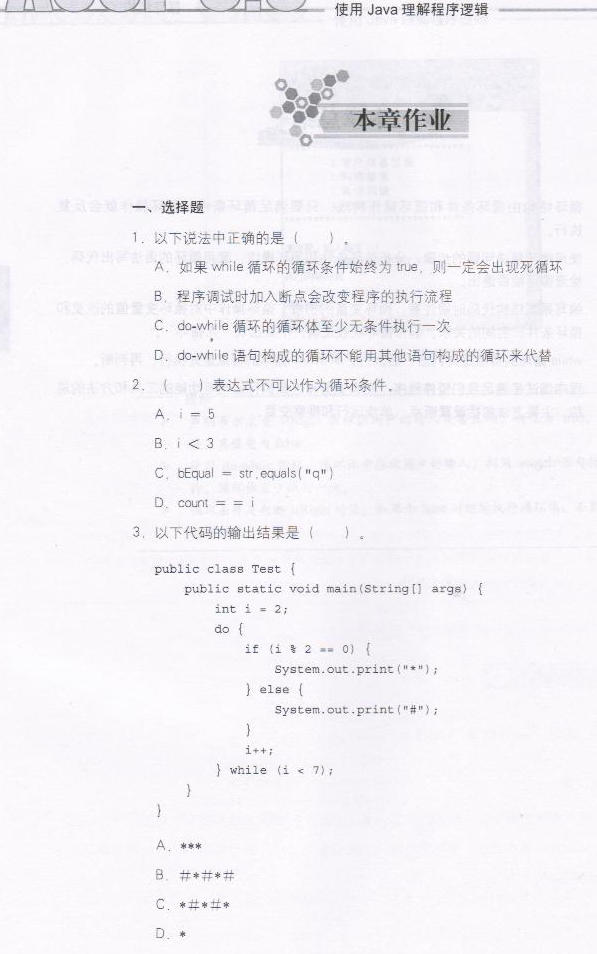 使用 Java 理解程序逻辑
本章作业
一、选择题
1. 以下说法中正确的是（　　）。
A. 如果 while 循环的循环条件始终为 true，则一定会出现死循环
B. 程序调试时加入断点会改变程序的执行流程
C. do-while 循环的循环体至少无条件执行一次
D. do-while 语句构成的循环不能用其他语句构成的循环来代替
2. （　　）表达式不可以作为循环条件。
A. i = 5
B. i < 3
C. bEqual = str.equals("q")
D. count = = i
3. 以下代码的输出结果是（　　）。
public class Test {
public static void main(String[] args) {
int i = 2;
do {
if (i % 2 == 0) {
System.out.print("*");
} else {
System.out.print("#");
}
i++;
} while (i < 7);
}
}
A. ***
B. #*#*#
C. *#*#*
D. *